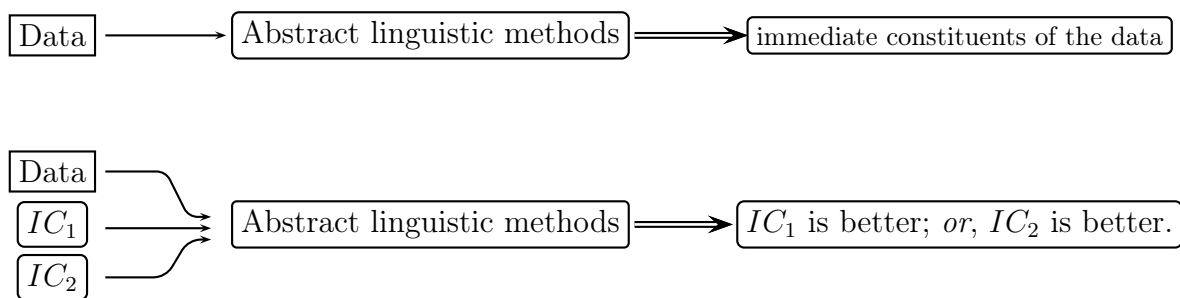 Data Abstract linguistic methods immediate constituents of the data
Data
IC₁ Abstract linguistic methods IC₁ is better; or, IC₂ is better.
IC₂